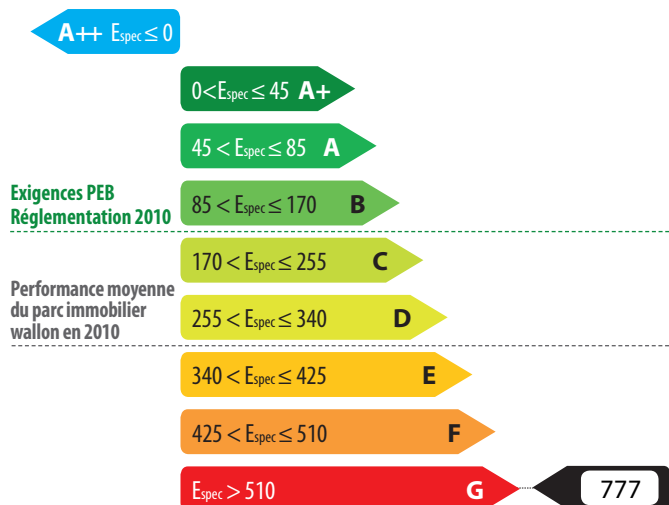 A++ Espec ≤ 0
0<Espec ≤ 45 A+
45 < Espec ≤ 85 A
Exigences PEB
Réglementation 2010
85 < Espec ≤ 170 B
170 < Espec ≤ 255 C
Performance moyenne
du parc immobilier
wallon en 2010
255 < Espec ≤ 340 D
340 < Espec ≤ 425 E
425 < Espec ≤ 510 F
Espec > 510 G 777